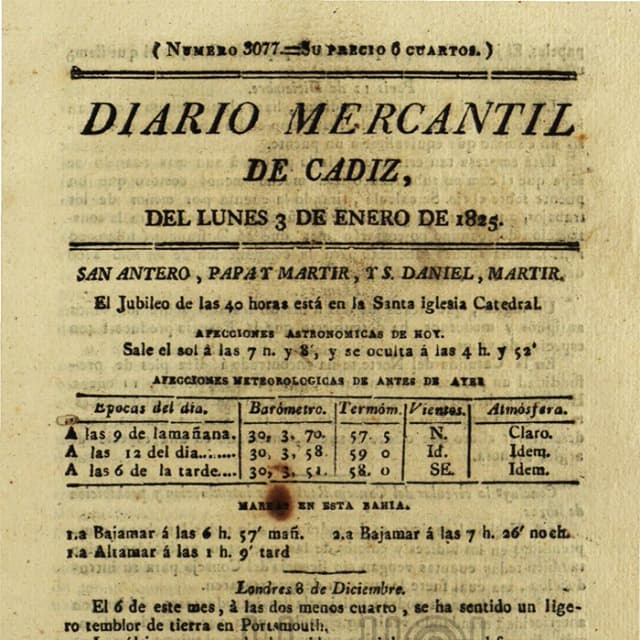 ( NUMERO 3077.=SU PRECIO 6 CUARTOS. )
DIARIO MERCANTIL
DE CADIZ,
DEL LUNES 3 DE ENERO DE 1825.
SAN ANTERO, PAPA Y MARTIR, Y S. DANIEL, MARTIR.
El Jubileo de las 40 horas está en la Santa Iglesia Catedral.
AFECCIONES ASTRONOMICAS DE HOY.
Sale el sol á las 7 n. y 8', y se oculta á las 4 h. y 52'
AFECCIONES METEOROLOGICAS DE ANTES DE AYER
Epocas del dia. Barómetro. Termóm. Vientos. Atmósfera.
A las 9 de lamañana. 30, 3, 70. 57. 5 N. Claro.
A las 12 del dia....... 30, 3, 58. 59 0 Id. Idem.
A las 6 de la tarde.... 30, 3, 51. 58. 0 SE. Idem.
MAREAS EN ESTA BAHIA.
1.a Bajamar á las 6 h. 57' mañ. 2.a Bajamar á las 7 h. 26' noch.
1.a Altamar á las 1 h. 9' tard
Londres 8 de Diciembre.
El 6 de este mes, á las dos menos cuarto, se ha sentido un lige-
ro temblor de tierra en Portsmouth.